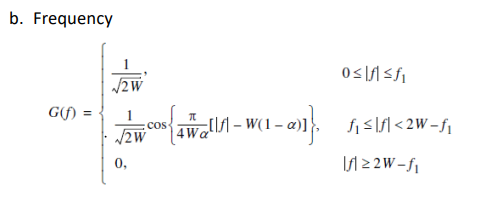 b. Frequency
1/√2W, 0 ≤ |f| ≤ f₁
G(f) = { 1/√2W cos{π/4Wα[|f| – W(1 – α)]}, f₁ ≤ |f| < 2W – f₁
0, |f| ≥ 2W – f₁